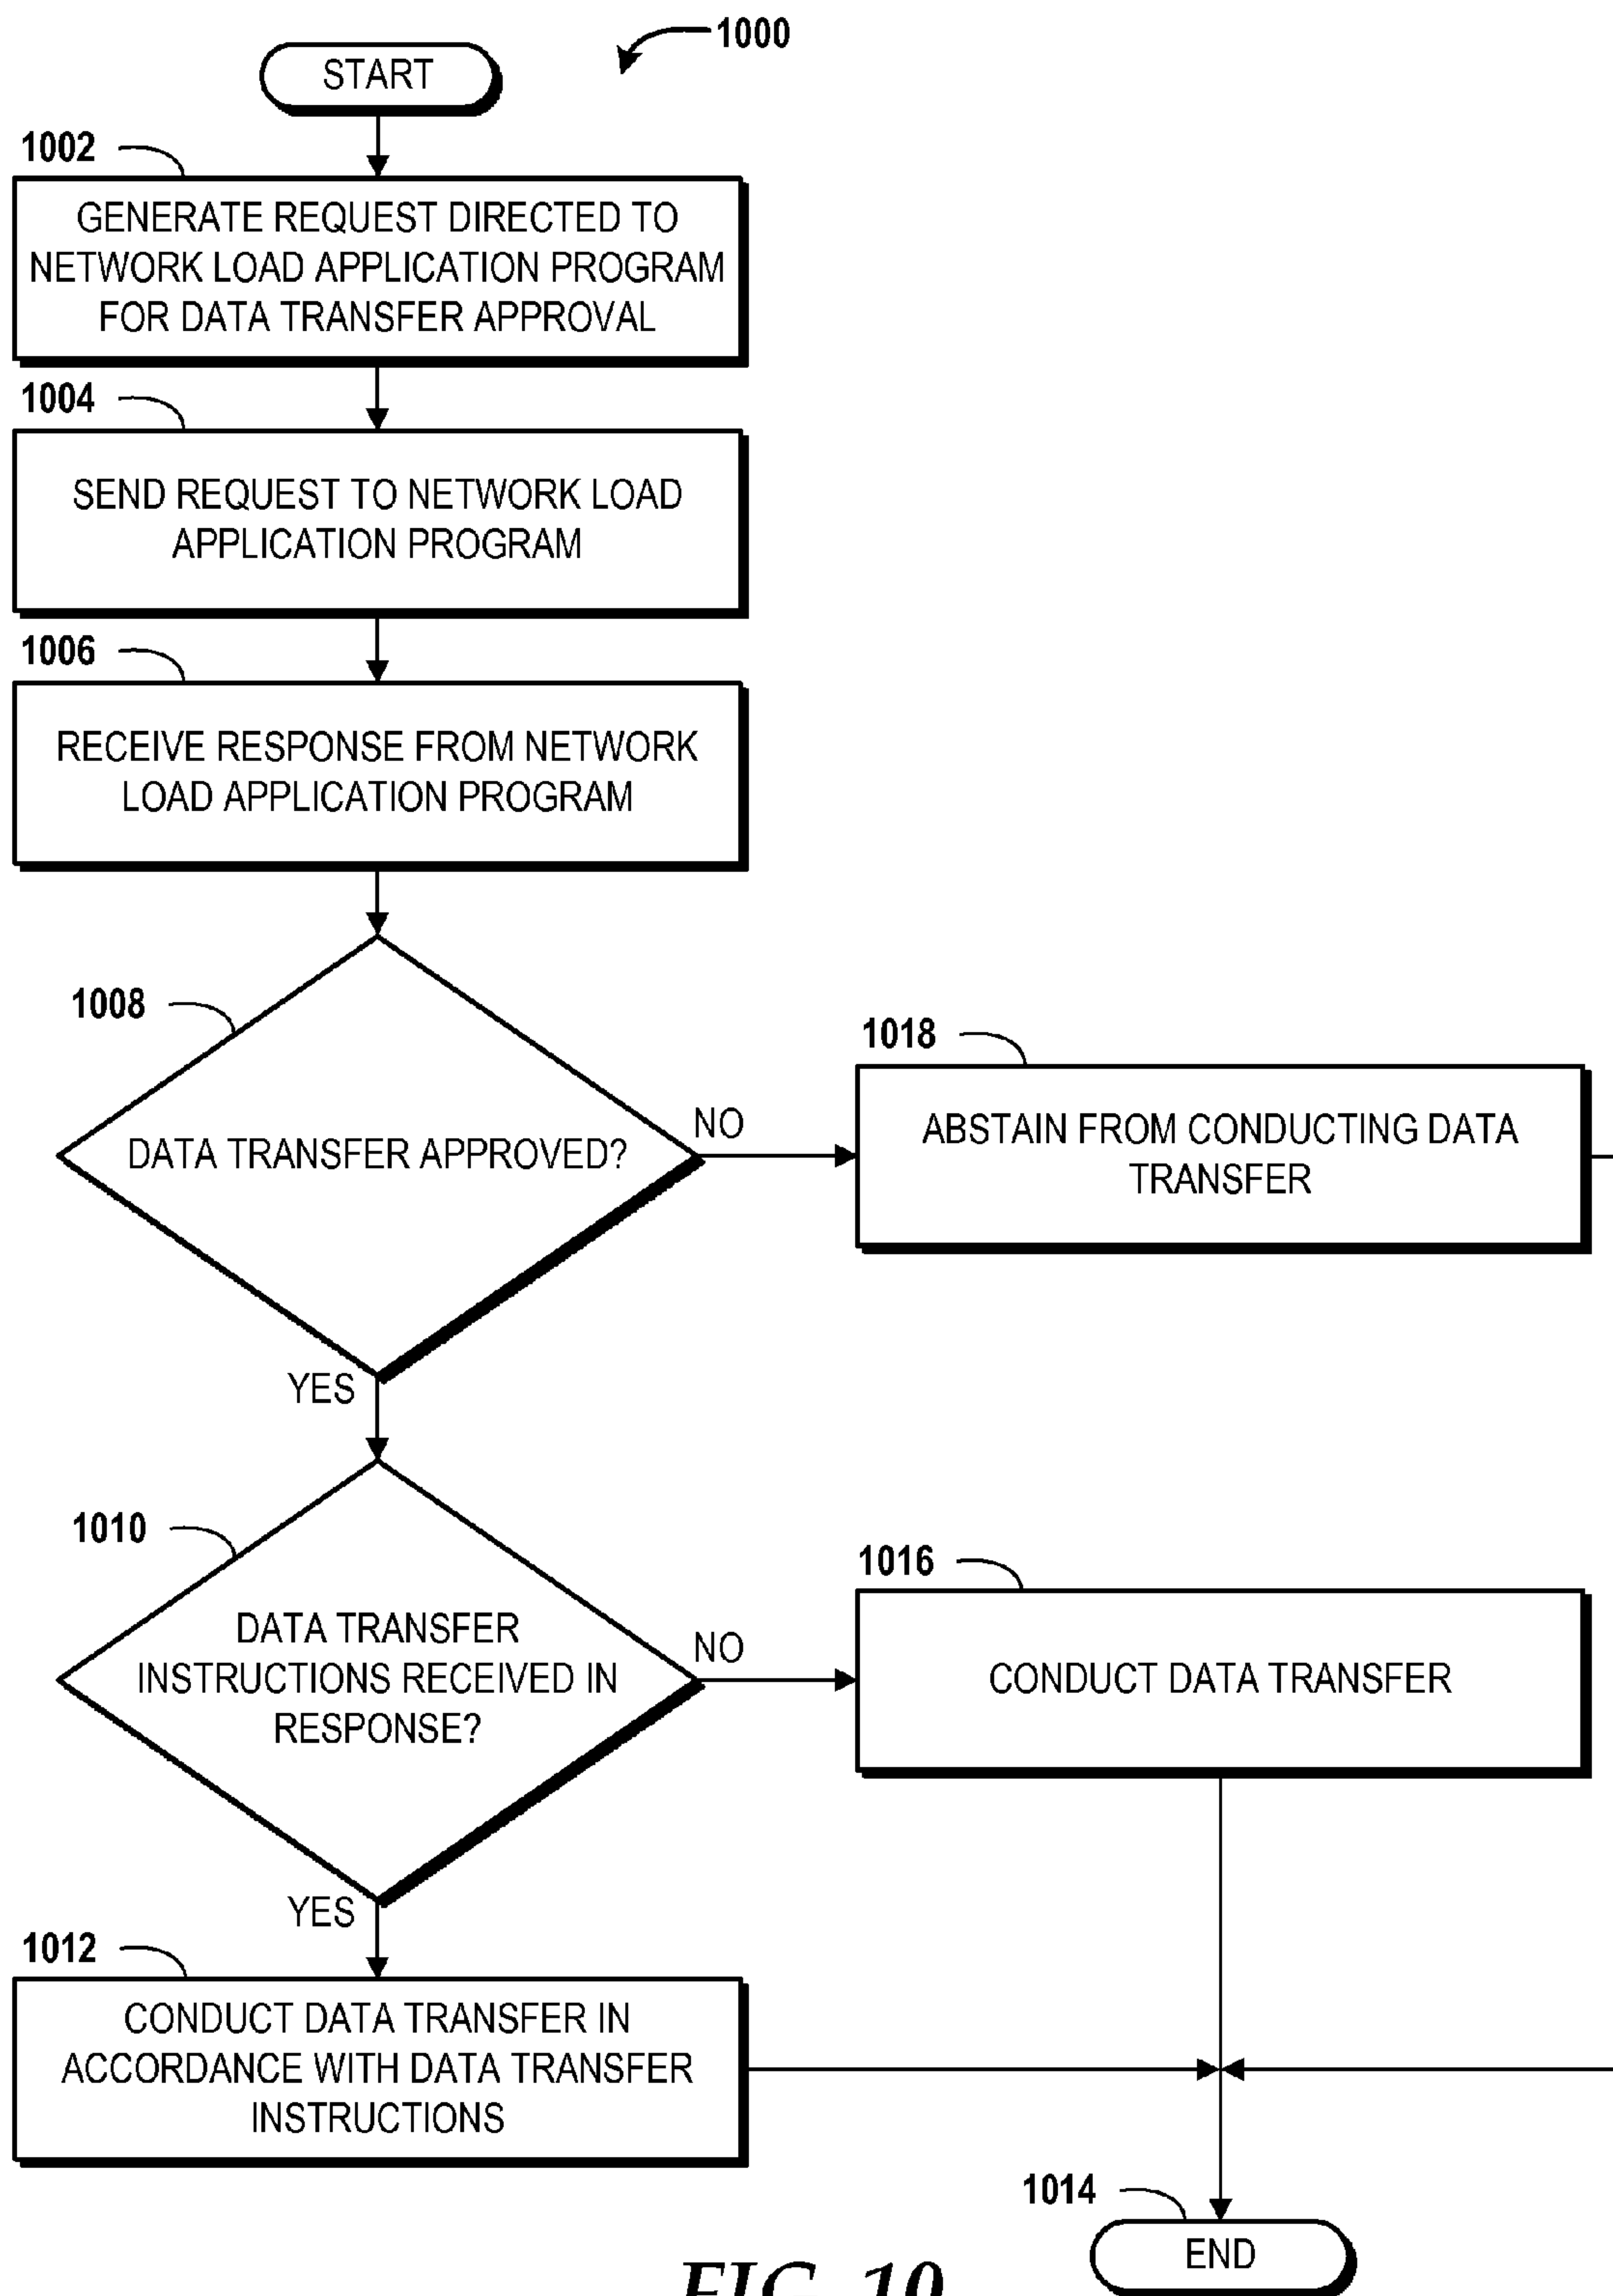 1000
START
1002
GENERATE REQUEST DIRECTED TO
NETWORK LOAD APPLICATION PROGRAM
FOR DATA TRANSFER APPROVAL
1004
SEND REQUEST TO NETWORK LOAD
APPLICATION PROGRAM
1006
RECEIVE RESPONSE FROM NETWORK
LOAD APPLICATION PROGRAM
1008
DATA TRANSFER APPROVED?
NO
1018
ABSTAIN FROM CONDUCTING DATA
TRANSFER
YES
1010
DATA TRANSFER
INSTRUCTIONS RECEIVED IN
RESPONSE?
NO
1016
CONDUCT DATA TRANSFER
YES
1012
CONDUCT DATA TRANSFER IN
ACCORDANCE WITH DATA TRANSFER
INSTRUCTIONS
1014
END
FIG. 10